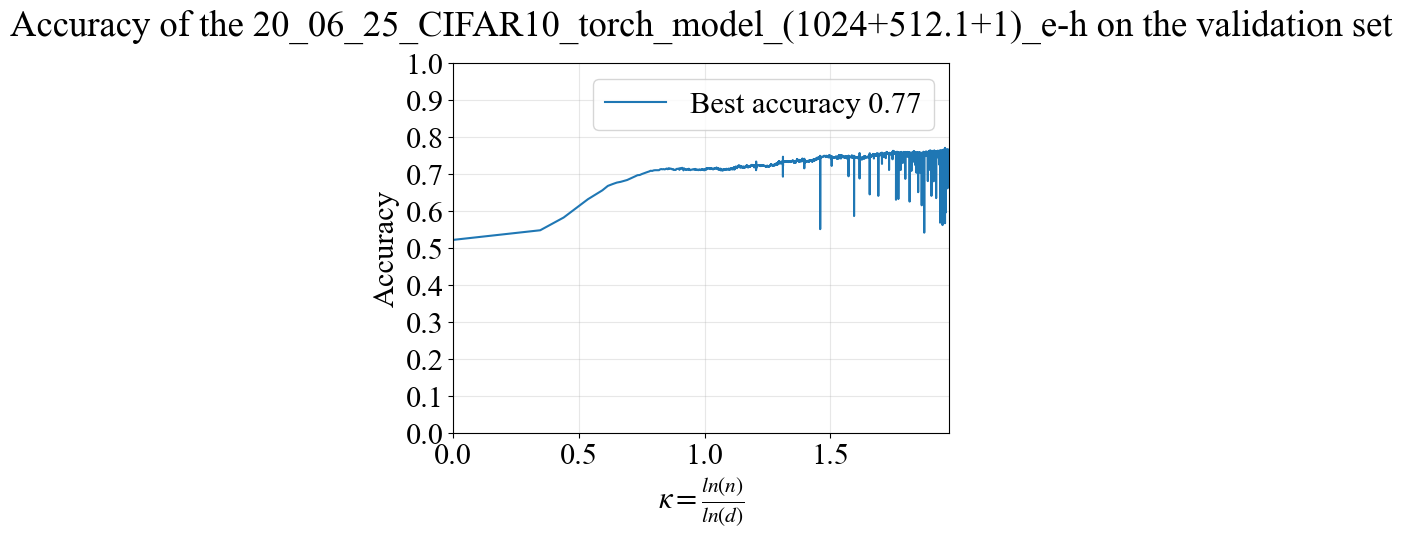 Accuracy of the 20_06_25_CIFAR10_torch_model_(1024+512.1+1)_e-h on the validation set
Best accuracy 0.77
Accuracy
1.0
0.9
0.8
0.7
0.6
0.5
0.4
0.3
0.2
0.1
0.0
0.0 0.5 1.0 1.5
κ = ln(n)/ln(d)